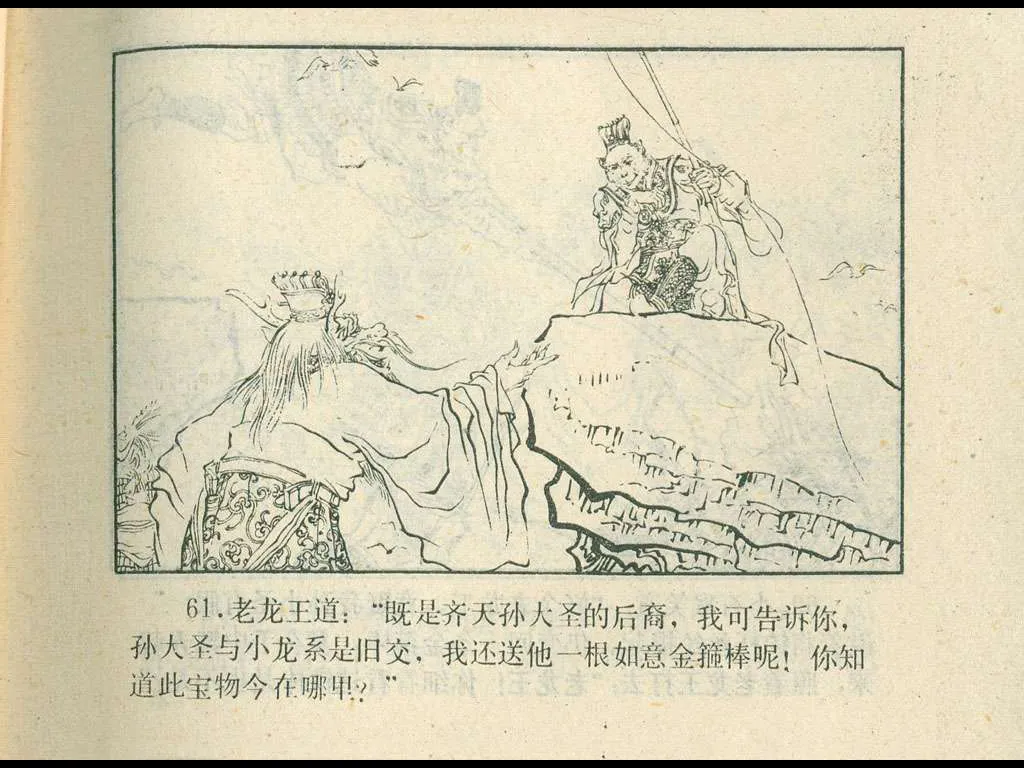 61.老龙王道：“既是齐天孙大圣的后裔，我可告诉你，
孙大圣与小龙系是旧交，我还送他一根如意金箍棒呢！你知
道此宝物今在哪里？”